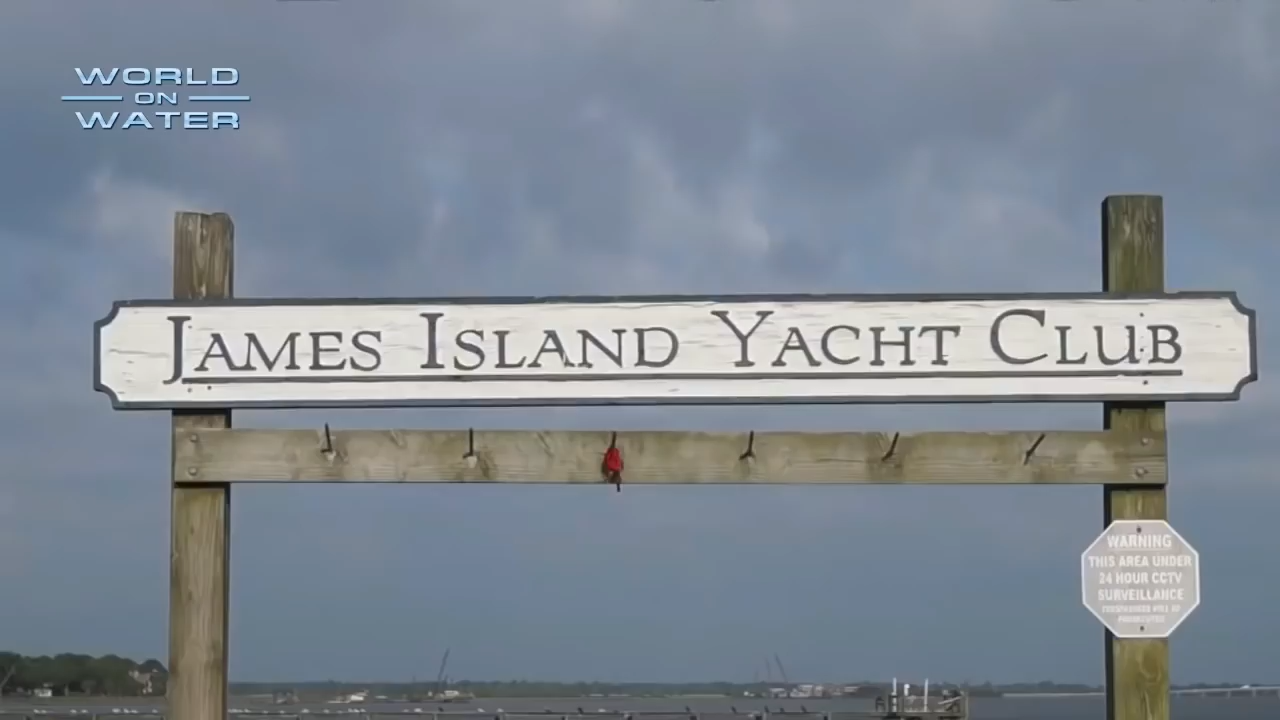 WORLD
ON
WATER
JAMES ISLAND YACHT CLUB
WARNING
THIS AREA UNDER
24 HOUR CCTV
SURVEILLANCE